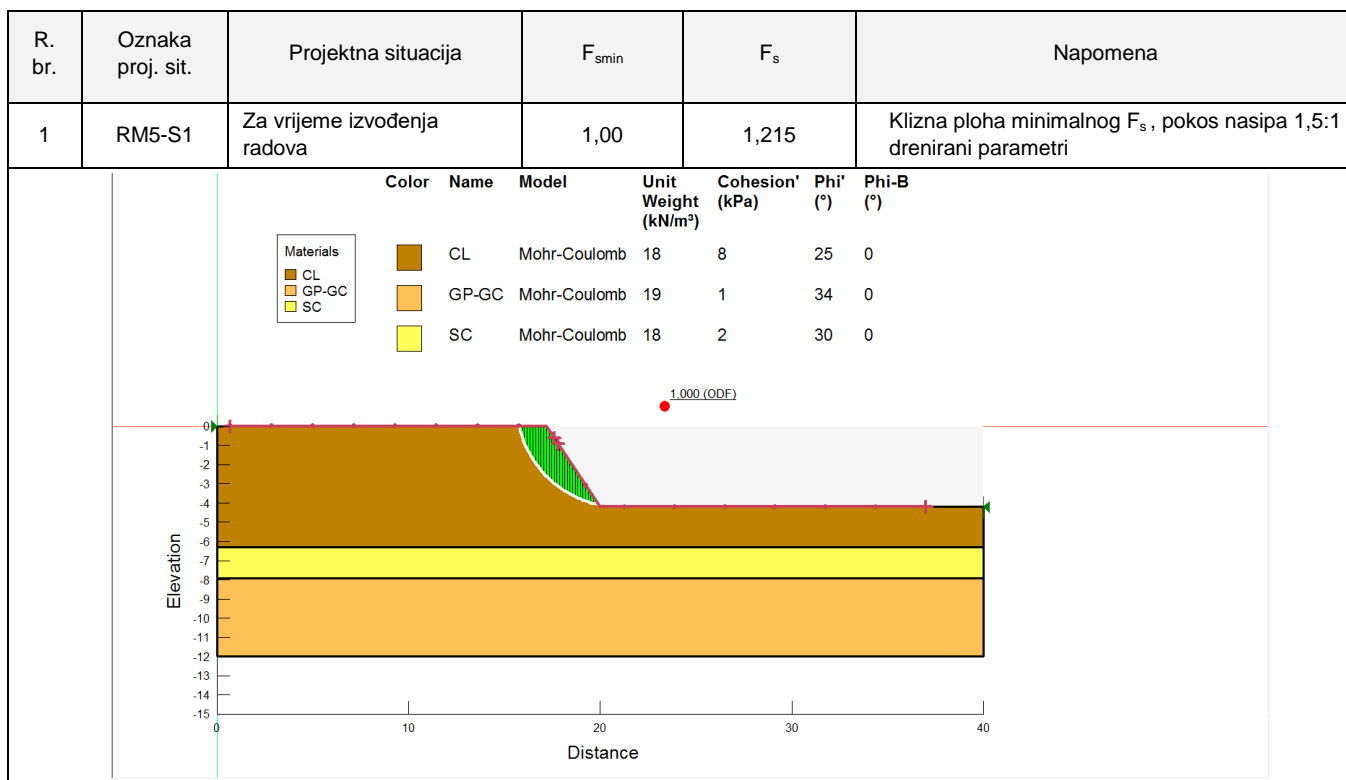 R. br.
Oznaka proj. sit.
Projektna situacija
Fsmin
Fs
Napomena
1
RM5-S1
Za vrijeme izvođenja
radova
1,00
1,215
Klizna ploha minimalnog Fs, pokos nasipa 1,5:1
drenirani parametri
Color Name Model Unit Weight (kN/m³) Cohesion' (kPa) Phi' (°) Phi-B (°)
CL Mohr-Coulomb 18 8 25 0
GP-GC Mohr-Coulomb 19 1 34 0
SC Mohr-Coulomb 18 2 30 0
Materials
CL
GP-GC
SC
1.000 (ODF)
Elevation
0
-1
-2
-3
-4
-5
-6
-7
-8
-9
-10
-11
-12
-13
-14
-15
0 10 20 30 40
Distance